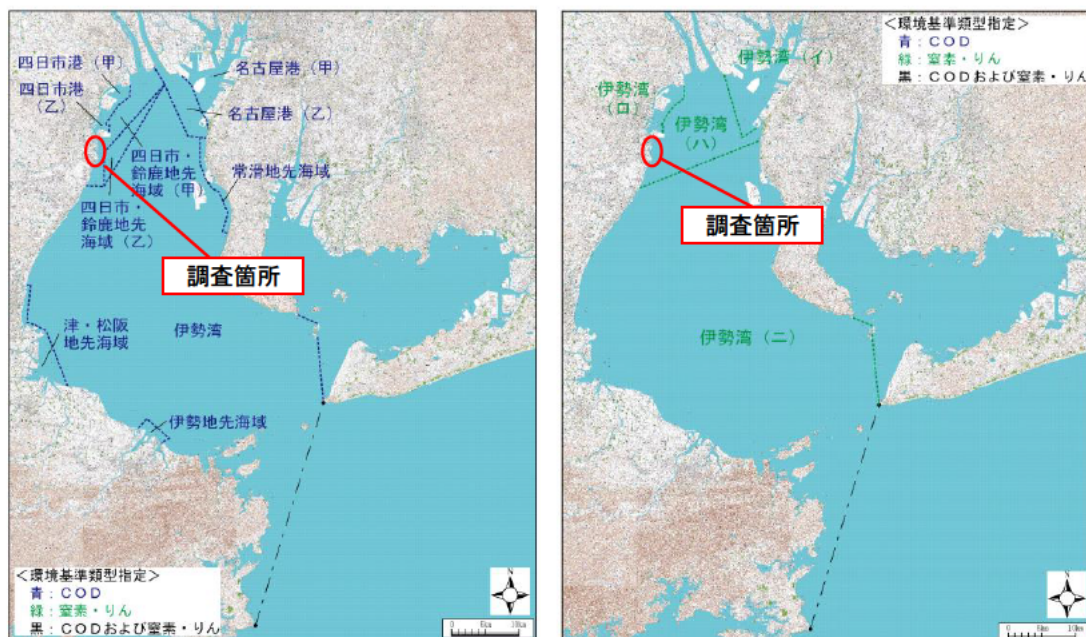 四日市港(甲)
四日市港
(乙)
名古屋港(甲)
名古屋港(乙)
四日市・
鈴鹿地先
海域(甲)
常滑地先海域
四日市・
鈴鹿地先
海域(乙)
調査箇所
津・松阪
地先海域
伊勢湾
伊勢地先海域
<環境基準類型指定>
青:COD
緑:窒素・りん
黒:CODおよび窒素・りん
N
0 5km 10km
<環境基準類型指定>
青:COD
緑:窒素・りん
黒:CODおよび窒素・りん
伊勢湾(イ)
伊勢湾
(ロ)
伊勢湾
(ハ)
調査箇所
伊勢湾(ニ)
N
0 5km 10km